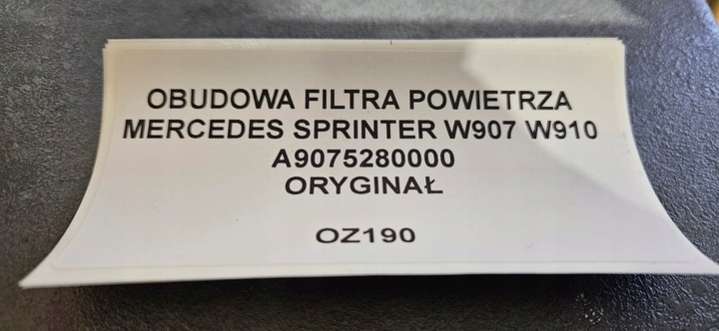 OBUDOWA FILTRA POWIETRZA
MERCEDES SPRINTER W907 W910
A9075280000
ORYGINAŁ
OZ190